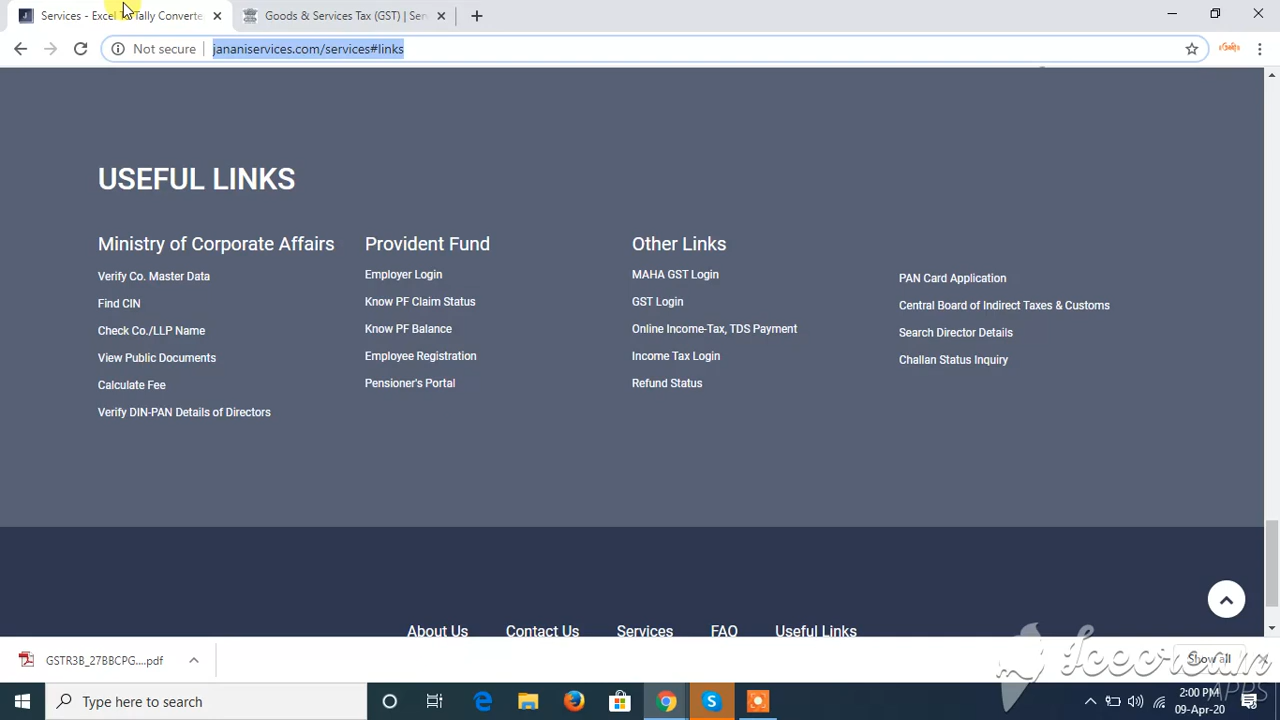 Services - Excel To Tally Converte
Goods & Services Tax (GST) | Ser
Not secure
jananiservices.com/services#links
USEFUL LINKS
Ministry of Corporate Affairs
Verify Co. Master Data
Find CIN
Check Co./LLP Name
View Public Documents
Calculate Fee
Verify DIN-PAN Details of Directors
Provident Fund
Employer Login
Know PF Claim Status
Know PF Balance
Employee Registration
Pensioner's Portal
Other Links
MAHA GST Login
GST Login
Online Income-Tax, TDS Payment
Income Tax Login
Refund Status
PAN Card Application
Central Board of Indirect Taxes & Customs
Search Director Details
Challan Status Inquiry
About Us Contact Us Services FAQ Useful Links
GSTR3B_27BBCPG....pdf
Show all
Icecream
APPS
Type here to search
2:00 PM
09-Apr-20